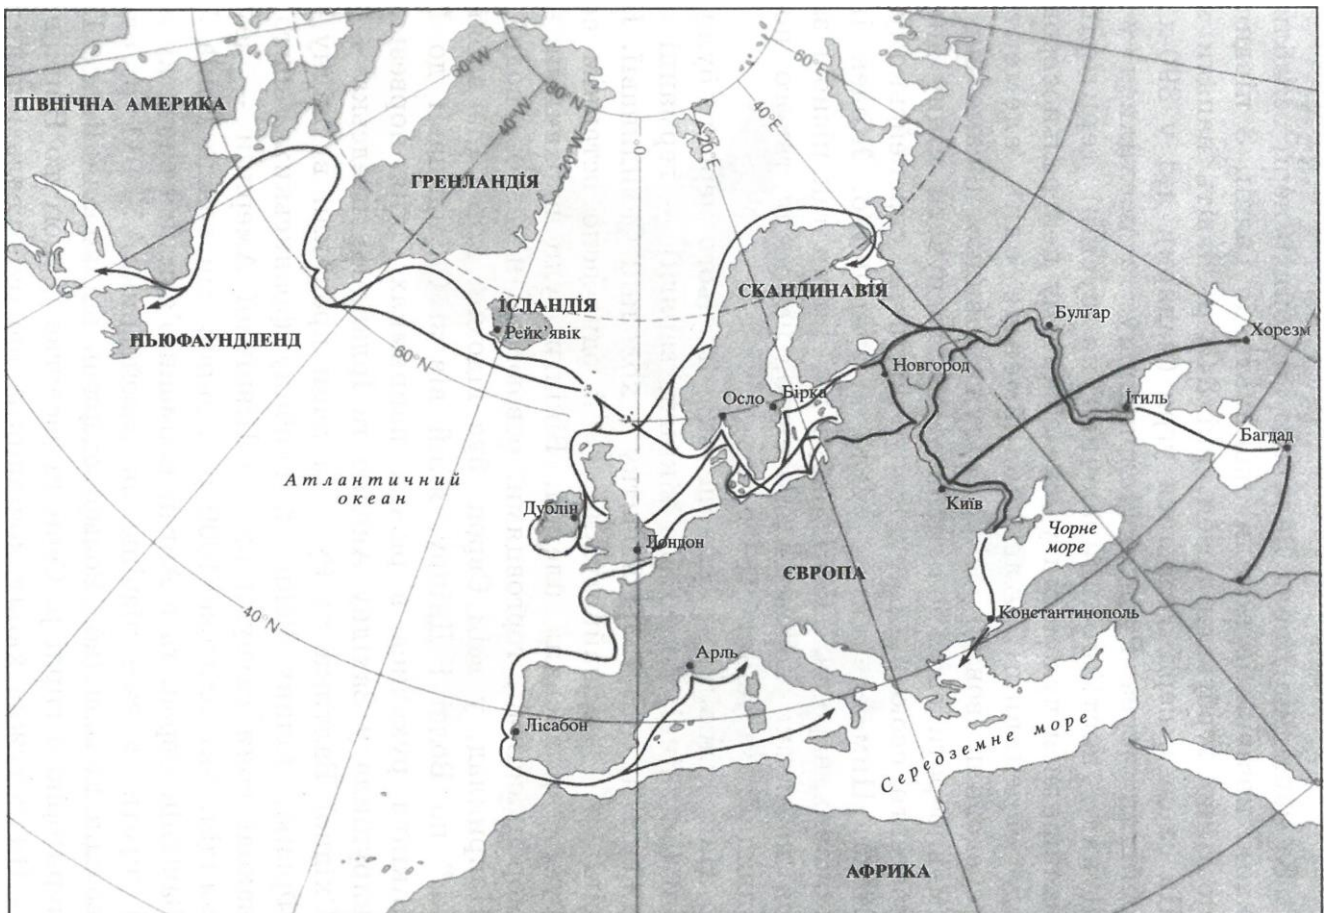 60°W
40°W
20°W
80°N
0
20°E
40°E
60°E
ПІВНІЧНА АМЕРИКА
ГРЕНЛАНДІЯ
СКАНДИНАВІЯ
ІСЛАНДІЯ
Рейк’явік
НЬЮФАУНДЛЕНД
60°N
Булґар
Хорезм
Новгород
Осло
Бірка
Ітиль
Багдад
Атлантичний
океан
Київ
Дублін
Лондон
Чорне
море
ЄВРОПА
40°N
Константинополь
Арль
Лісабон
Середземне море
АФРИКА